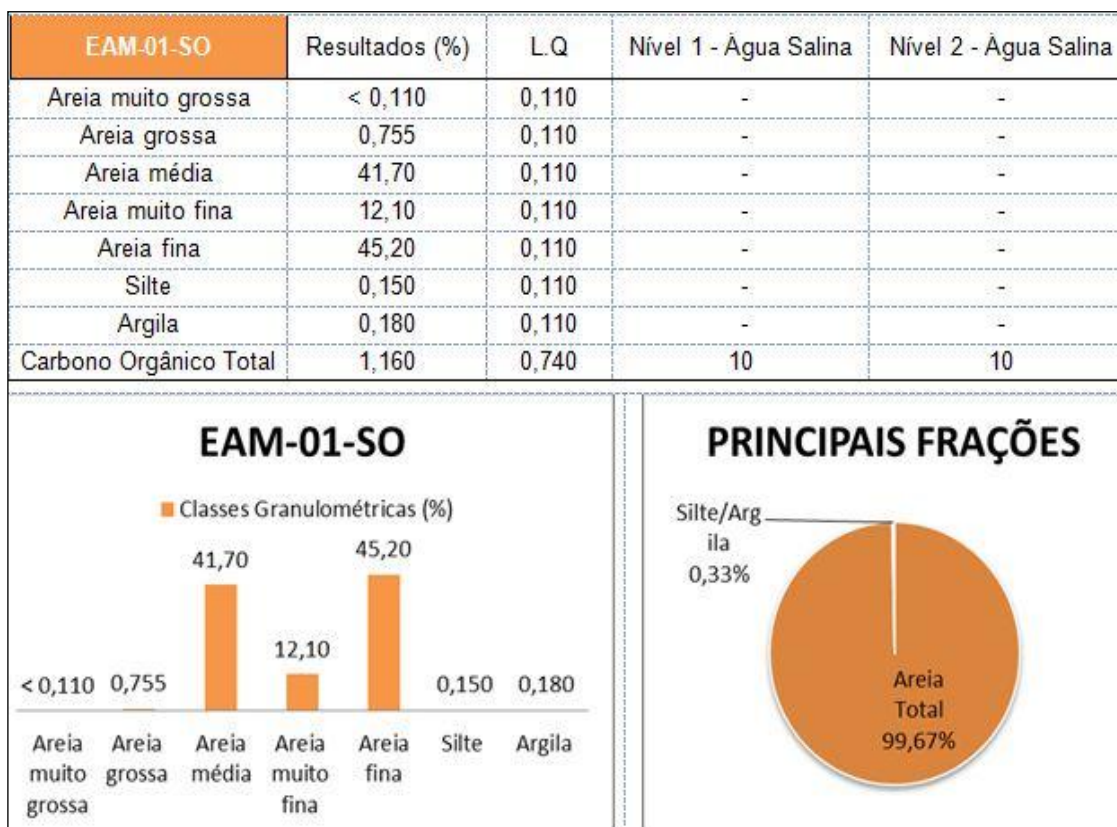 EAM-01-SO Resultados (%) L.Q Nível 1 - Água Salina Nível 2 - Água Salina
Areia muito grossa < 0,110 0,110 - -
Areia grossa 0,755 0,110 - -
Areia média 41,70 0,110 - -
Areia muito fina 12,10 0,110 - -
Areia fina 45,20 0,110 - -
Silte 0,150 0,110 - -
Argila 0,180 0,110 - -
Carbono Orgânico Total 1,160 0,740 10 10
EAM-01-SO
Classes Granulométricas (%)
< 0,110 0,755 41,70 12,10 45,20 0,150 0,180
Areia Areia Areia Areia Areia Silte Argila
muito grossa média muito fina
grossa fina
PRINCIPAIS FRAÇÕES
Silte/Arg
ila
0,33%
Areia
Total
99,67%